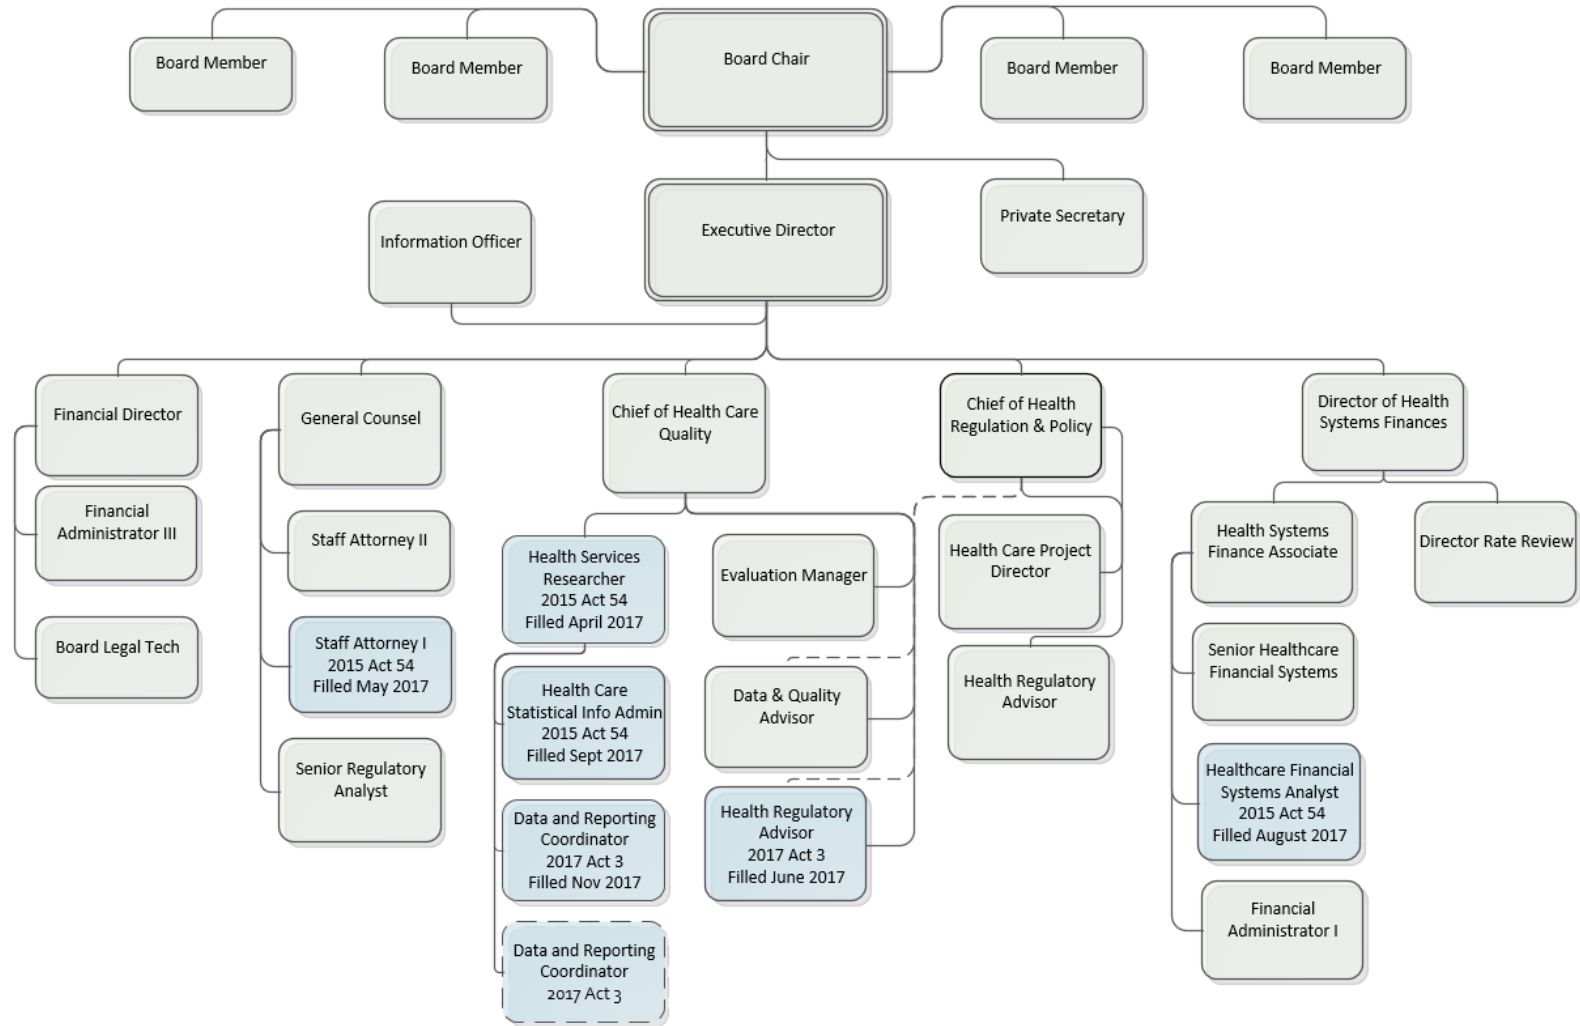 Board Member
Board Member
Board Chair
Board Member
Board Member
Information Officer
Executive Director
Private Secretary
Financial Director
Financial
Administrator III
Board Legal Tech
General Counsel
Staff Attorney II
Staff Attorney I
2015 Act 54
Filled May 2017
Senior Regulatory
Analyst
Chief of Health Care
Quality
Health Services
Researcher
2015 Act 54
Filled April 2017
Health Care
Statistical Info Admin
2015 Act 54
Filled Sept 2017
Data and Reporting
Coordinator
2017 Act 3
Filled Nov 2017
Data and Reporting
Coordinator
2017 Act 3
Evaluation Manager
Data & Quality
Advisor
Health Regulatory
Advisor
2017 Act 3
Filled June 2017
Chief of Health
Regulation & Policy
Health Care Project
Director
Health Regulatory
Advisor
Director of Health
Systems Finances
Health Systems
Finance Associate
Senior Healthcare
Financial Systems
Healthcare Financial
Systems Analyst
2015 Act 54
Filled August 2017
Financial
Administrator I
Director Rate Review